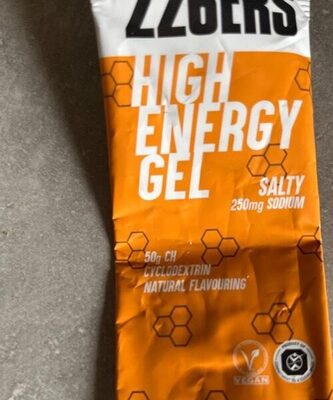 226ERS
HIGH
ENERGY
GEL
SALTY
250mg SODIUM
50g CH
CYCLODEXTRIN
NATURAL FLAVOURING
VEGAN